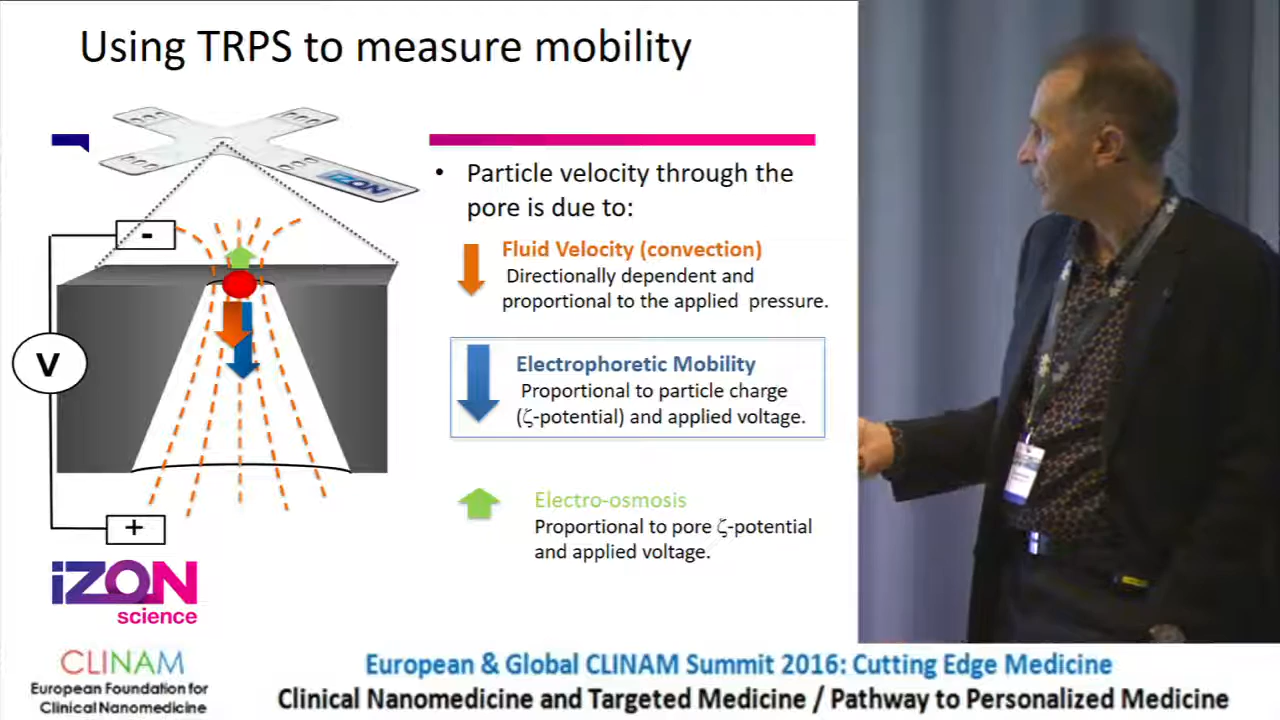 Using TRPS to measure mobility
iZON
• Particle velocity through the
pore is due to:
Fluid Velocity (convection)
Directionally dependent and
proportional to the applied pressure.
Electrophoretic Mobility
Proportional to particle charge
(ζ-potential) and applied voltage.
Electro-osmosis
Proportional to pore ζ-potential
and applied voltage.
-
V
+
iZON
science
CLINAM
European Foundation for
Clinical Nanomedicine
European & Global CLINAM Summit 2016: Cutting Edge Medicine
Clinical Nanomedicine and Targeted Medicine / Pathway to Personalized Medicine